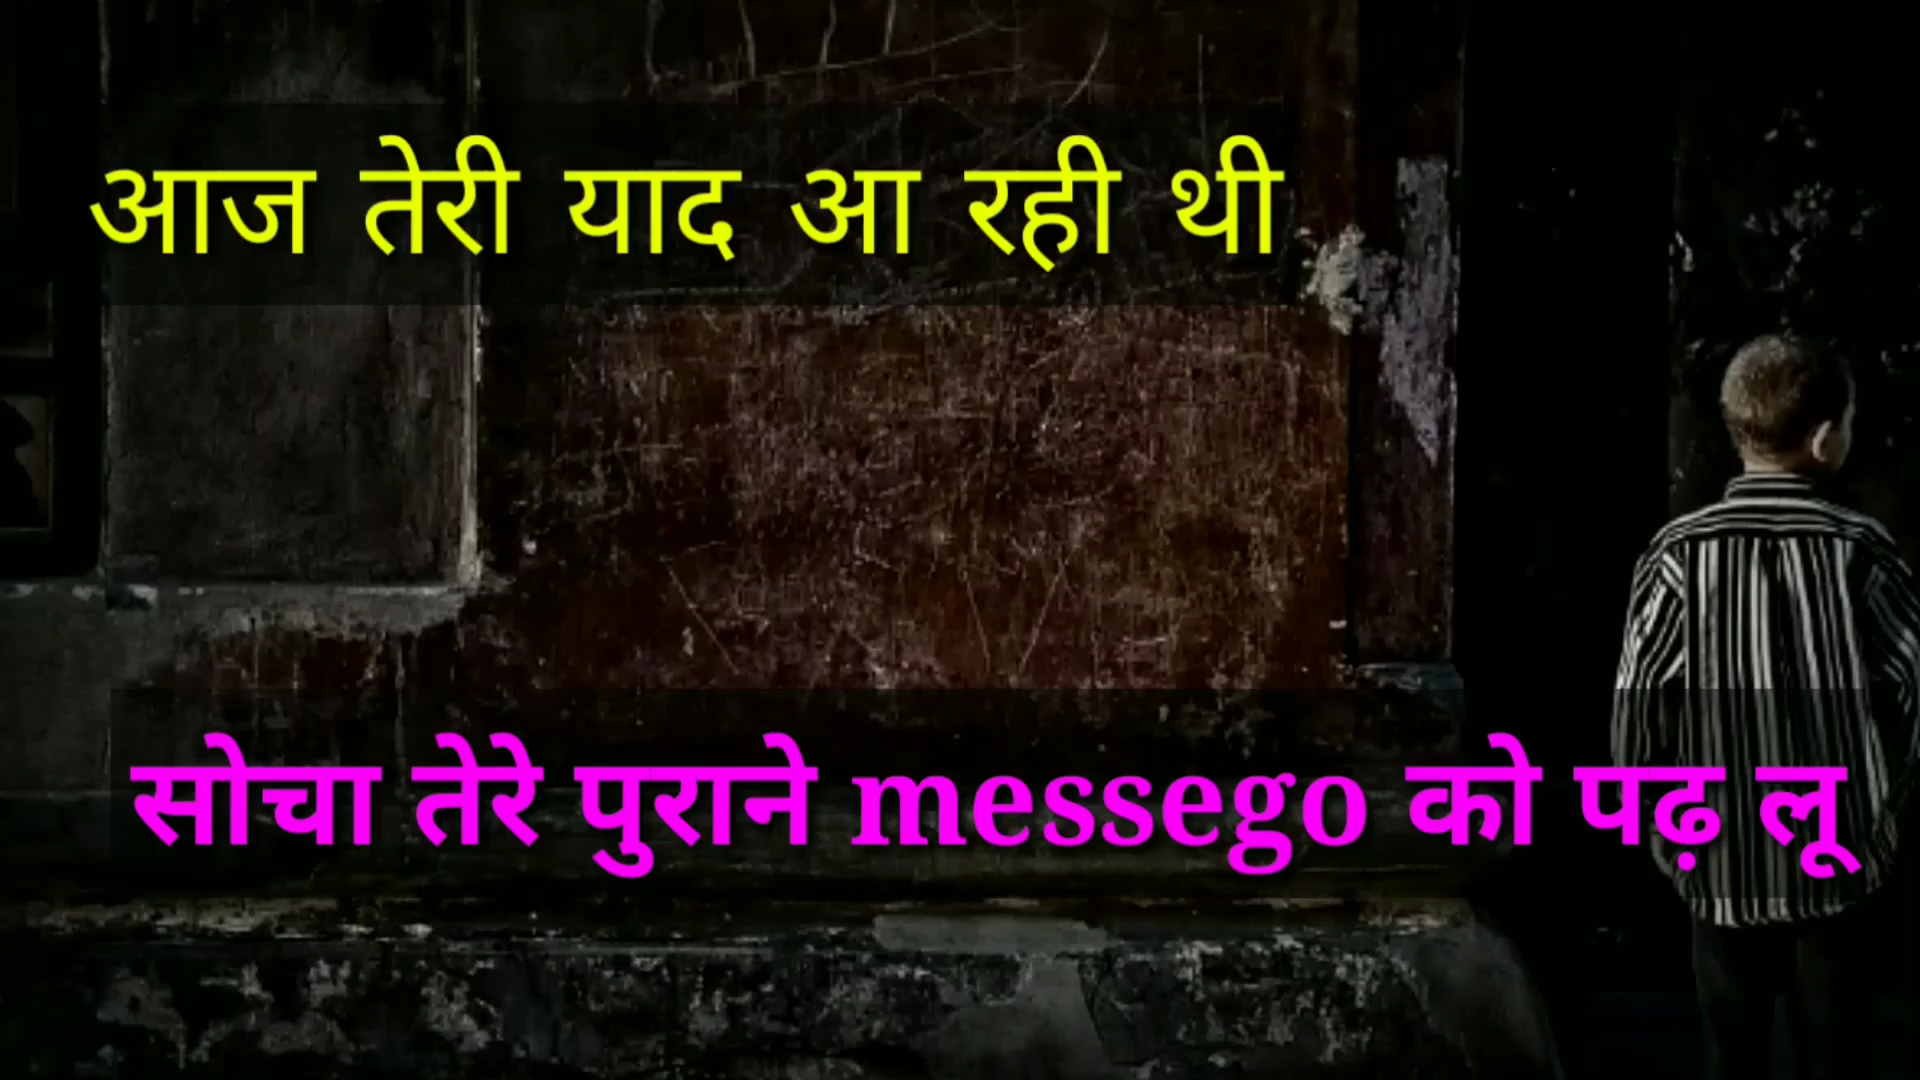 आज तेरी याद आ रही थी
सोचा तेरे पुराने messego को पढ़ लू